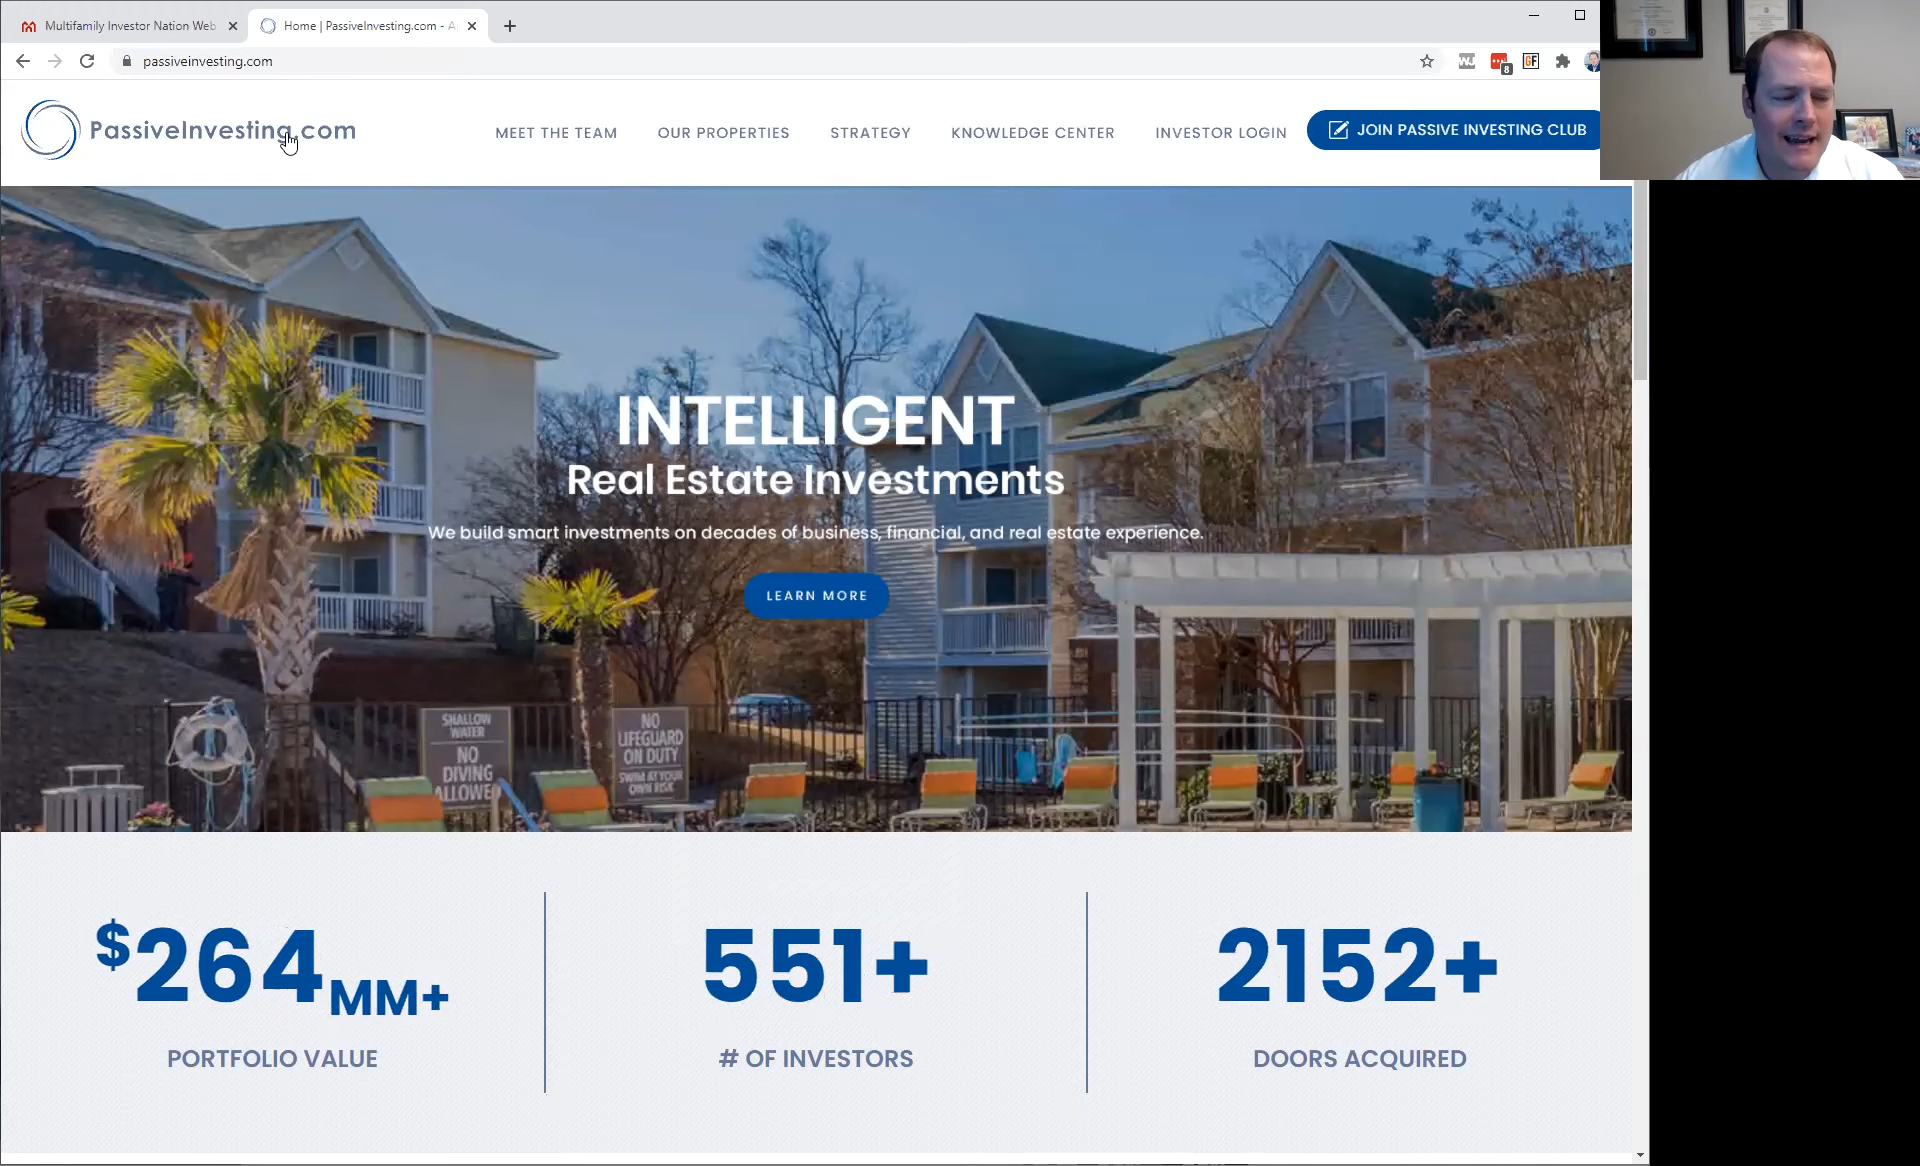 Multifamily Investor Nation Web
Home | PassiveInvesting.com - A
passiveinvesting.com
8
GF
PassiveInvesting.com
MEET THE TEAM
OUR PROPERTIES
STRATEGY
KNOWLEDGE CENTER
INVESTOR LOGIN
JOIN PASSIVE INVESTING CLUB
INTELLIGENT
Real Estate Investments
We build smart investments on decades of business, financial, and real estate experience.
LEARN MORE
SHALLOW
WATER
NO
DIVING
ALLOWED
NO
LIFEGUARD
ON DUTY
SWIM AT YOUR
OWN RISK
$264MM+
PORTFOLIO VALUE
551+
# OF INVESTORS
2152+
DOORS ACQUIRED